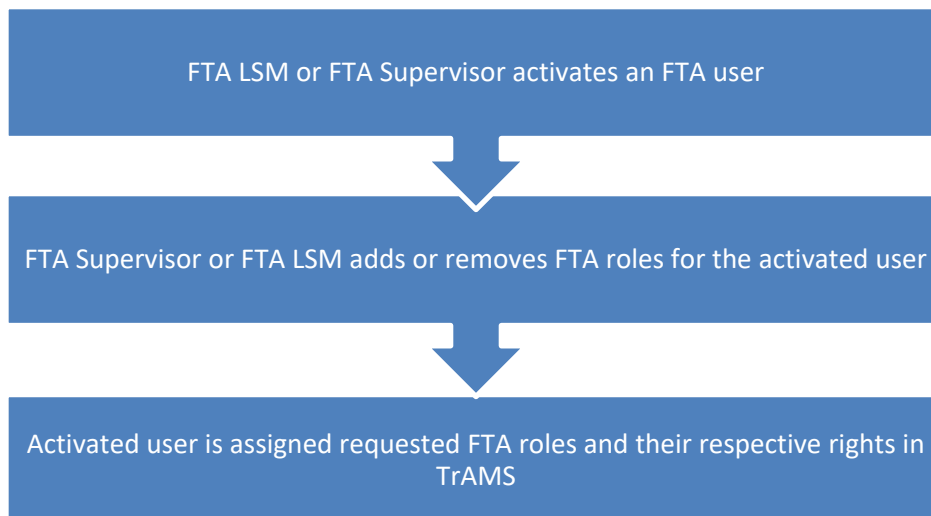 FTA LSM or FTA Supervisor activates an FTA user
FTA Supervisor or FTA LSM adds or removes FTA roles for the activated user
Activated user is assigned requested FTA roles and their respective rights in
TrAMS